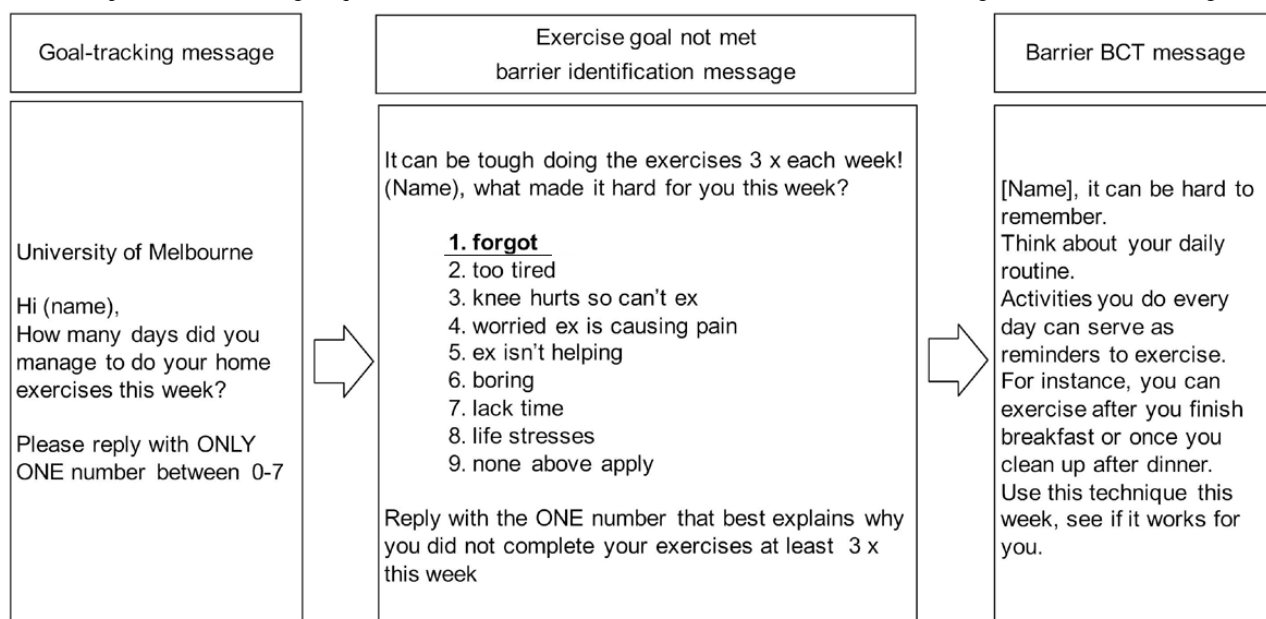 Goal-tracking message
Exercise goal not met
barrier identification message
Barrier BCT message
University of Melbourne
Hi (name),
How many days did you
manage to do your home
exercises this week?
Please reply with ONLY
ONE number between 0-7
It can be tough doing the exercises 3 x each week!
(Name), what made it hard for you this week?
1. forgot
2. too tired
3. knee hurts so can't ex
4. worried ex is causing pain
5. ex isn't helping
6. boring
7. lack time
8. life stresses
9. none above apply
Reply with the ONE number that best explains why
you did not complete your exercises at least 3 x
this week
[Name], it can be hard to
remember.
Think about your daily
routine.
Activities you do every
day can serve as
reminders to exercise.
For instance, you can
exercise after you finish
breakfast or once you
clean up after dinner.
Use this technique this
week, see if it works for
you.